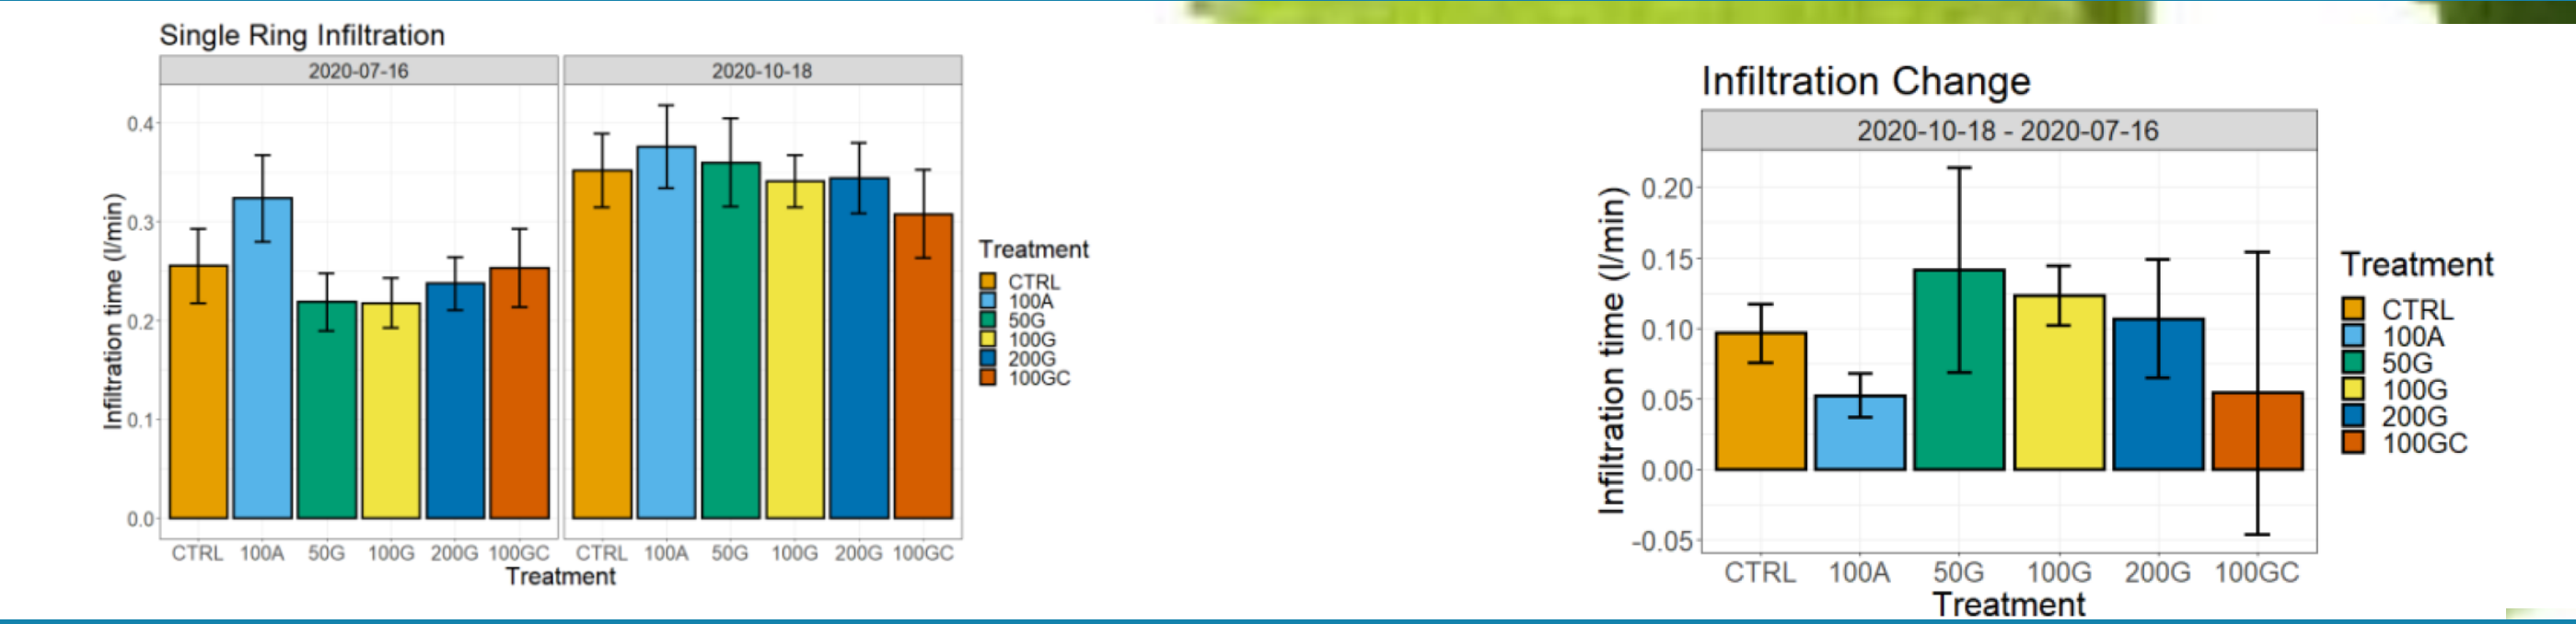 Single Ring Infiltration
2020-07-16 2020-10-18
Infiltration time (l/min)
0.4
0.3
0.2
0.1
0.0
CTRL 100A 50G 100G 200G 100GC CTRL 100A 50G 100G 200G 100GC
Treatment
Treatment
CTRL
100A
50G
100G
200G
100GC
Infiltration Change
2020-10-18 - 2020-07-16
Infiltration time (l/min)
0.20
0.15
0.10
0.05
0.00
-0.05
CTRL 100A 50G 100G 200G 100GC
Treatment
Treatment
CTRL
100A
50G
100G
200G
100GC